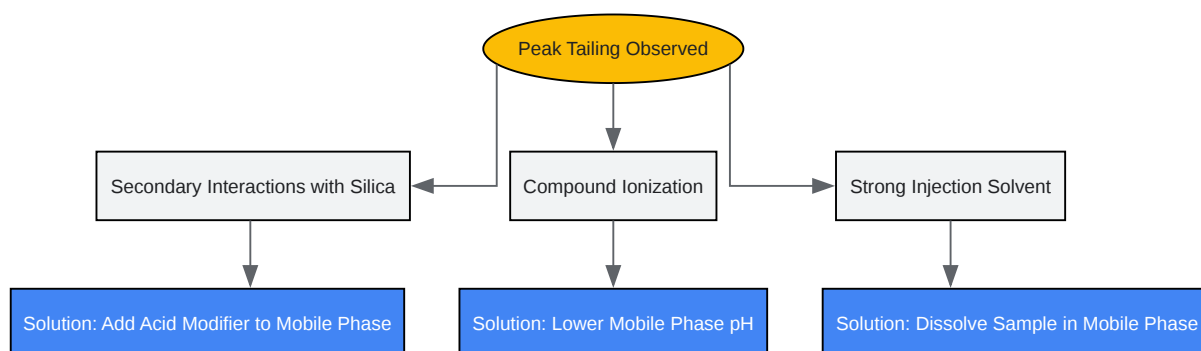 Peak Tailing Observed
Secondary Interactions with Silica
Compound Ionization
Strong Injection Solvent
Solution: Add Acid Modifier to Mobile Phase
Solution: Lower Mobile Phase pH
Solution: Dissolve Sample in Mobile Phase